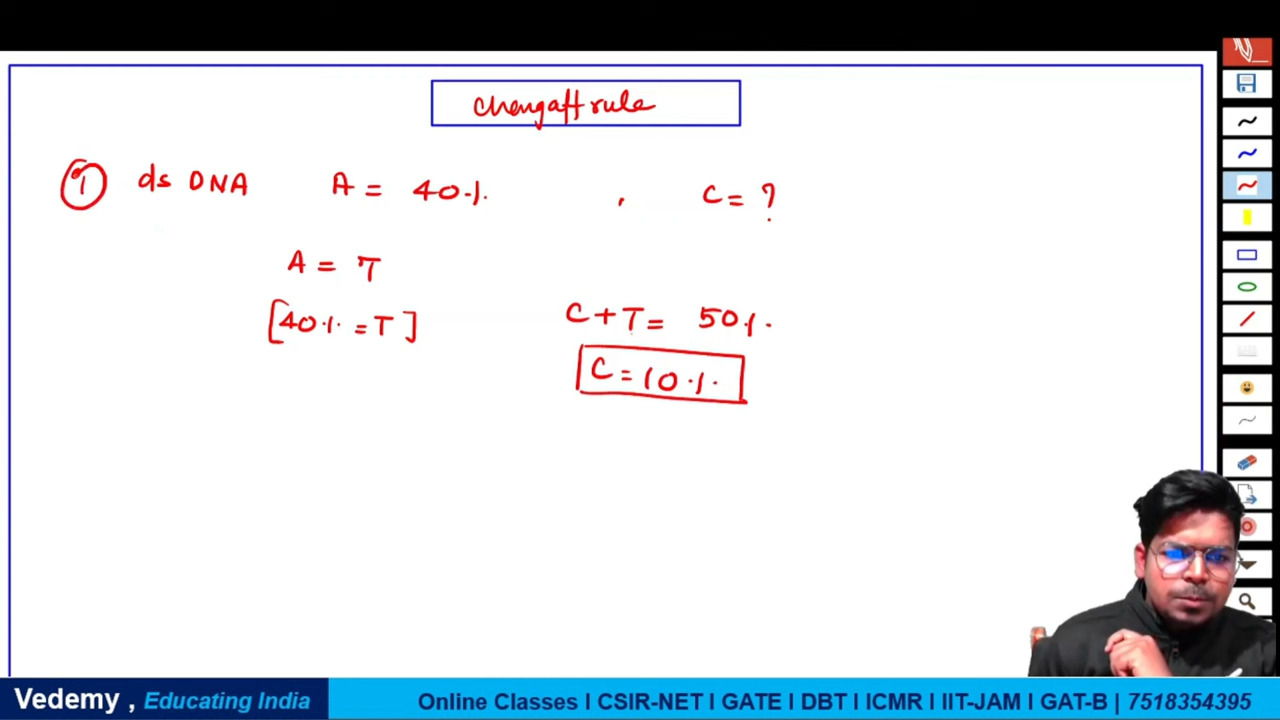 Chargaff rule
① ds DNA A = 40%. , C = ?
A = T
[40%. = T]
C + T = 50%.
C = 10%.
Vedemy , Educating India
Online Classes I CSIR-NET I GATE I DBT I ICMR I IIT-JAM I GAT-B | 7518354395